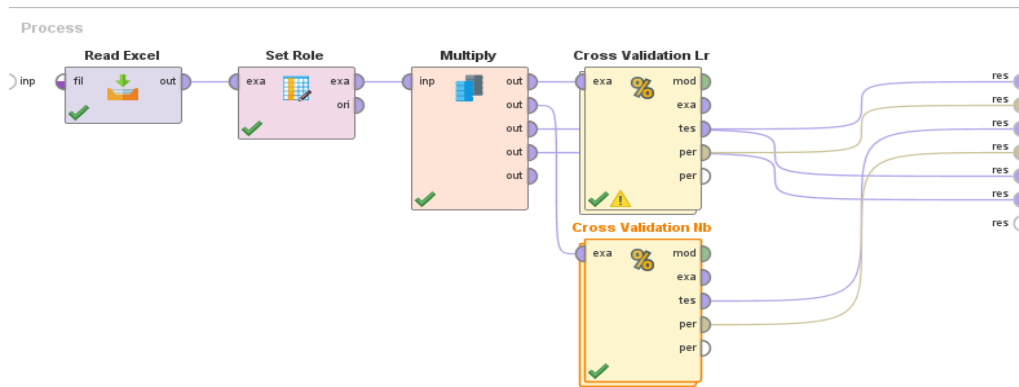 Process
Read Excel
Set Role
Multiply
Cross Validation Lr
inp
fil
out
exa
exa
ori
inp
out
out
out
out
out
exa
mod
exa
tes
per
per
res
res
res
res
res
res
res
Cross Validation Nb
exa
mod
exa
tes
per
per